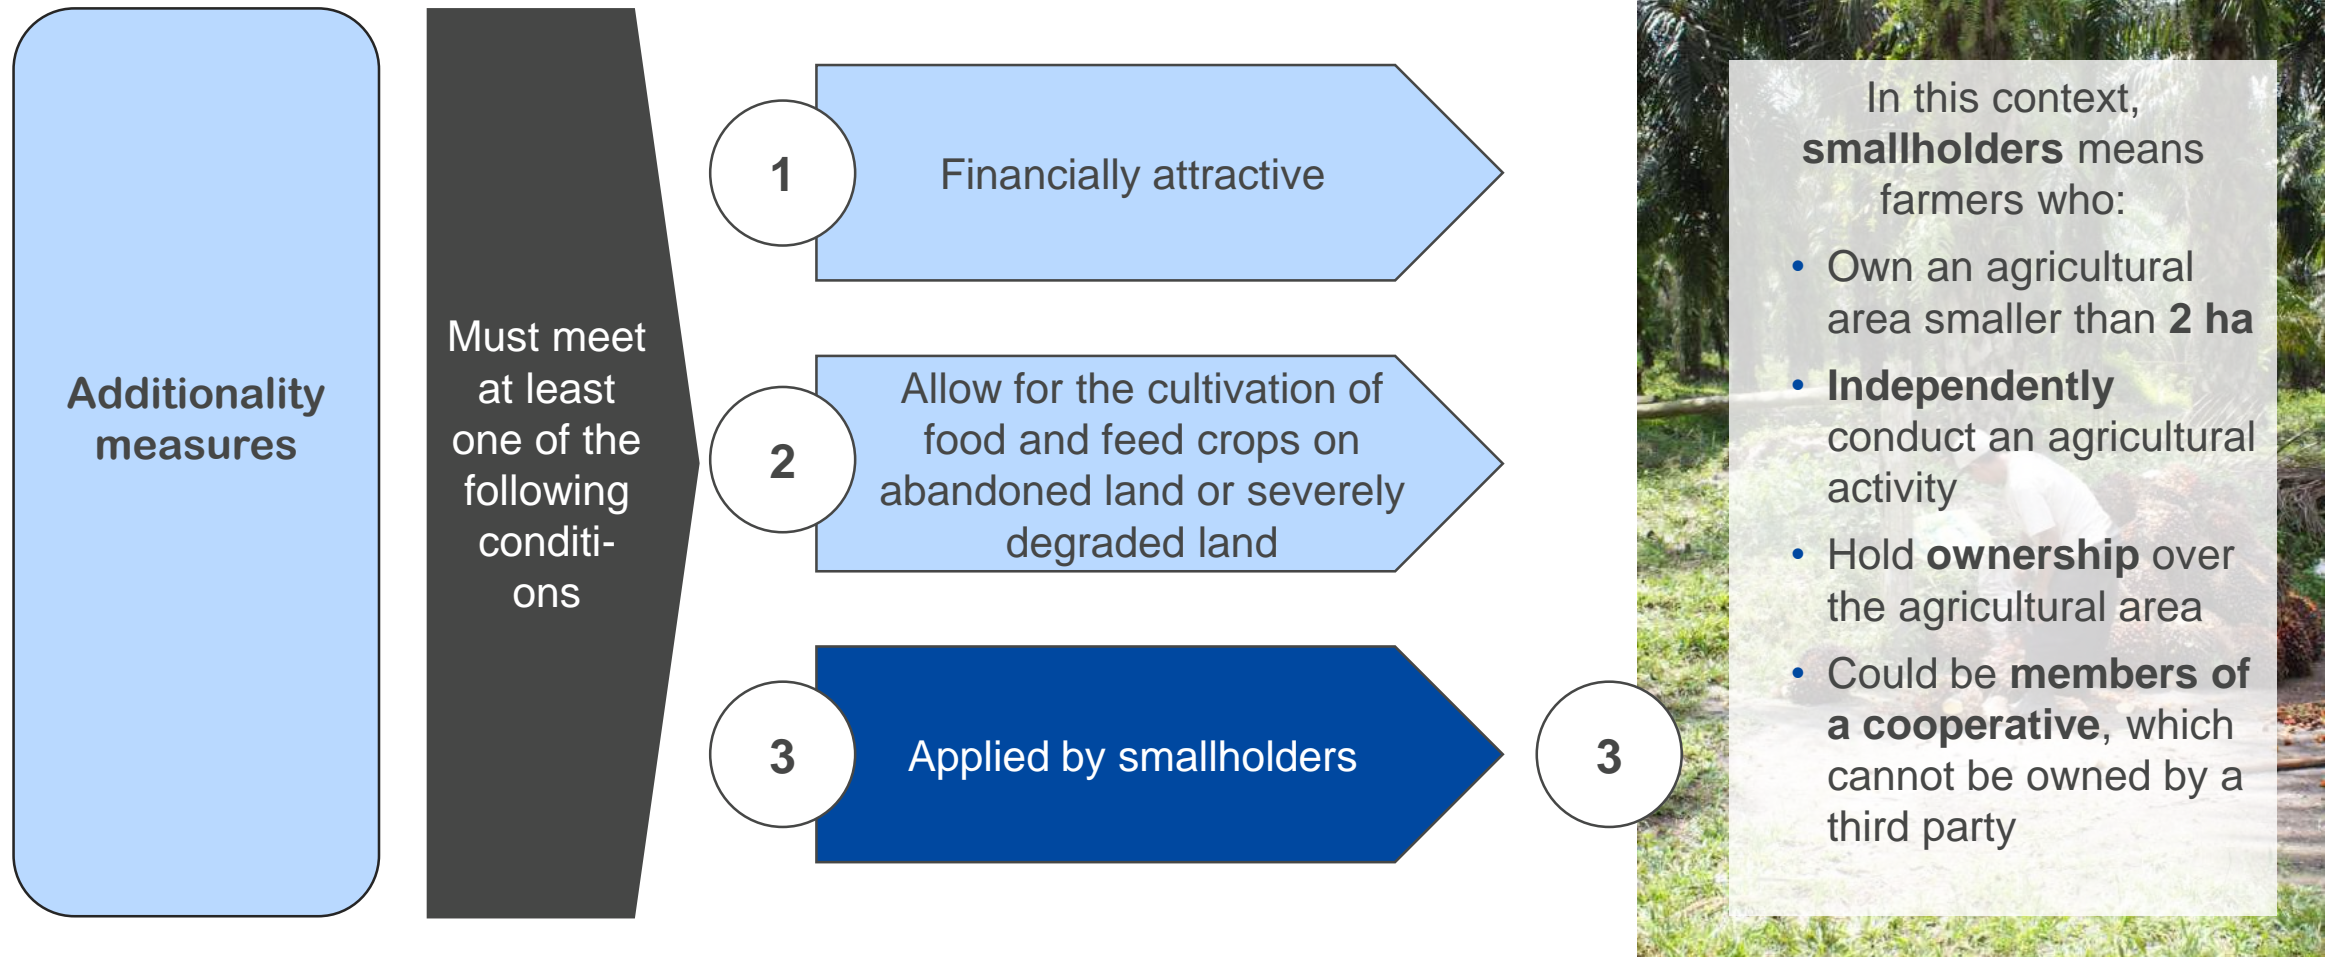 Additionality
measures
Must meet
at least
one of the
following
conditi-
ons
1
Financially attractive
2
Allow for the cultivation of
food and feed crops on
abandoned land or severely
degraded land
3
Applied by smallholders
3
In this context,
smallholders means
farmers who:
• Own an agricultural
area smaller than 2 ha
• Independently
conduct an agricultural
activity
• Hold ownership over
the agricultural area
• Could be members of
a cooperative, which
cannot be owned by a
third party